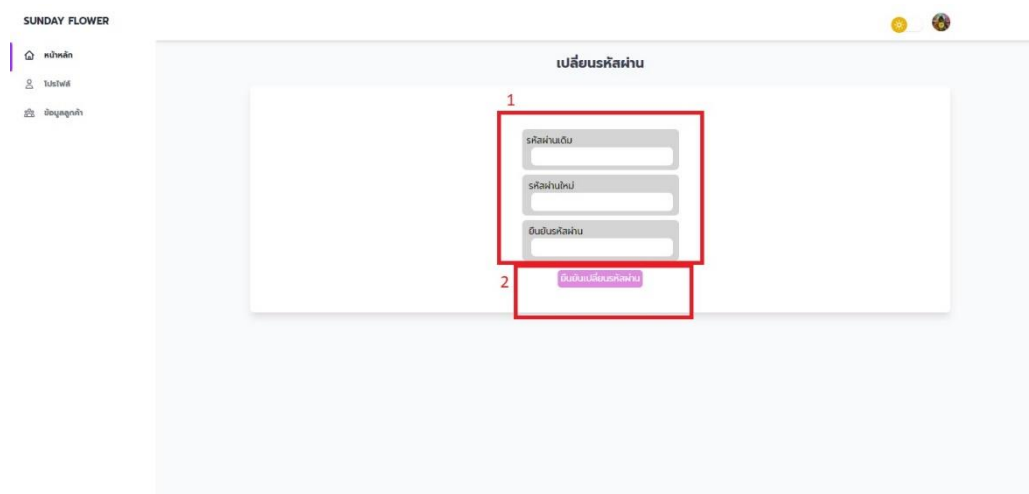 SUNDAY FLOWER
หน้าหลัก
โปรไฟล์
ข้อมูลลูกค้า
เปลี่ยนรหัสผ่าน
1
รหัสผ่านเดิม
รหัสผ่านใหม่
ยืนยันรหัสผ่าน
2
ยืนยันเปลี่ยนรหัสผ่าน